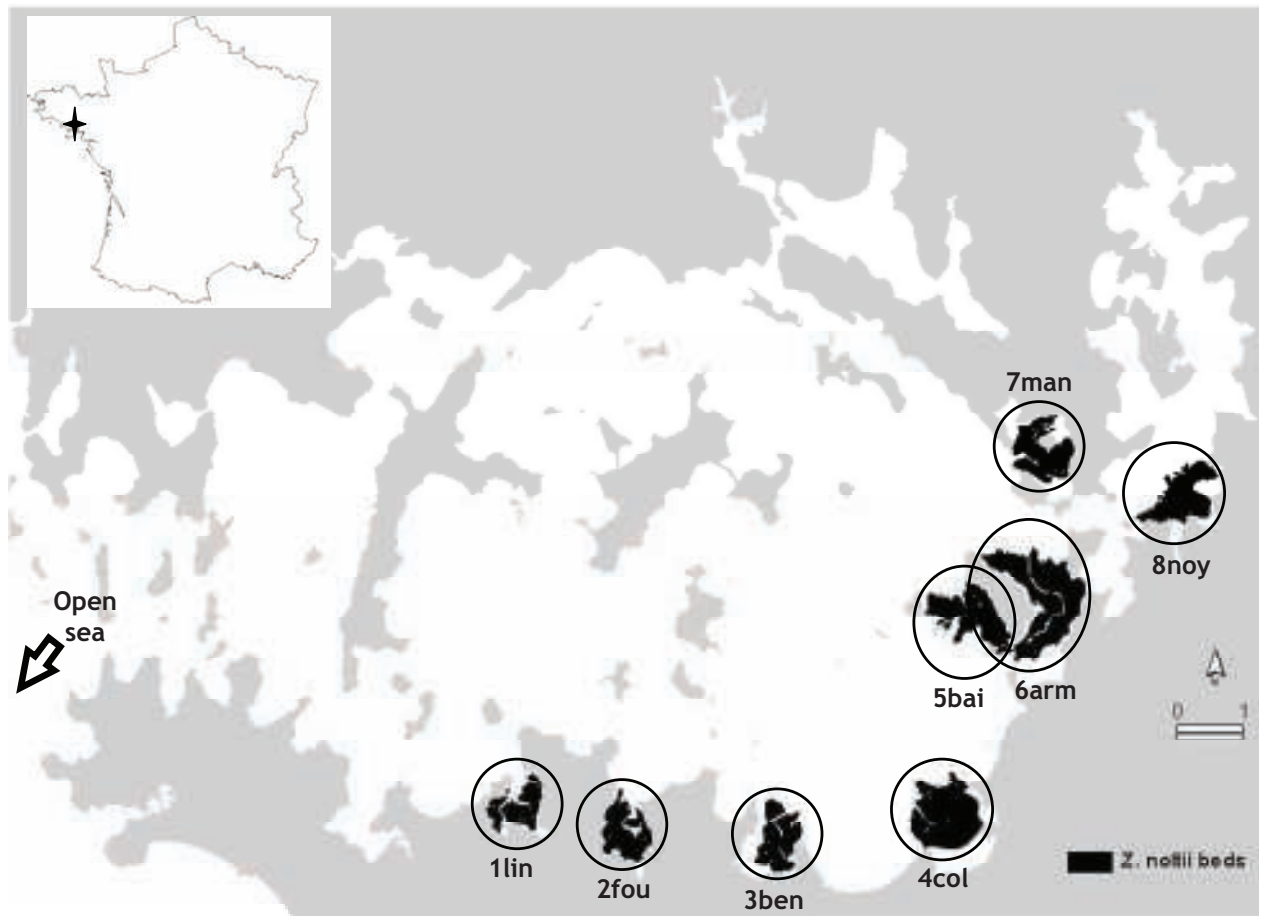 7man
8noy
Open
sea
5bai
6arm
0 1
1lin
2fou
3ben
4col
Z. noltii beds